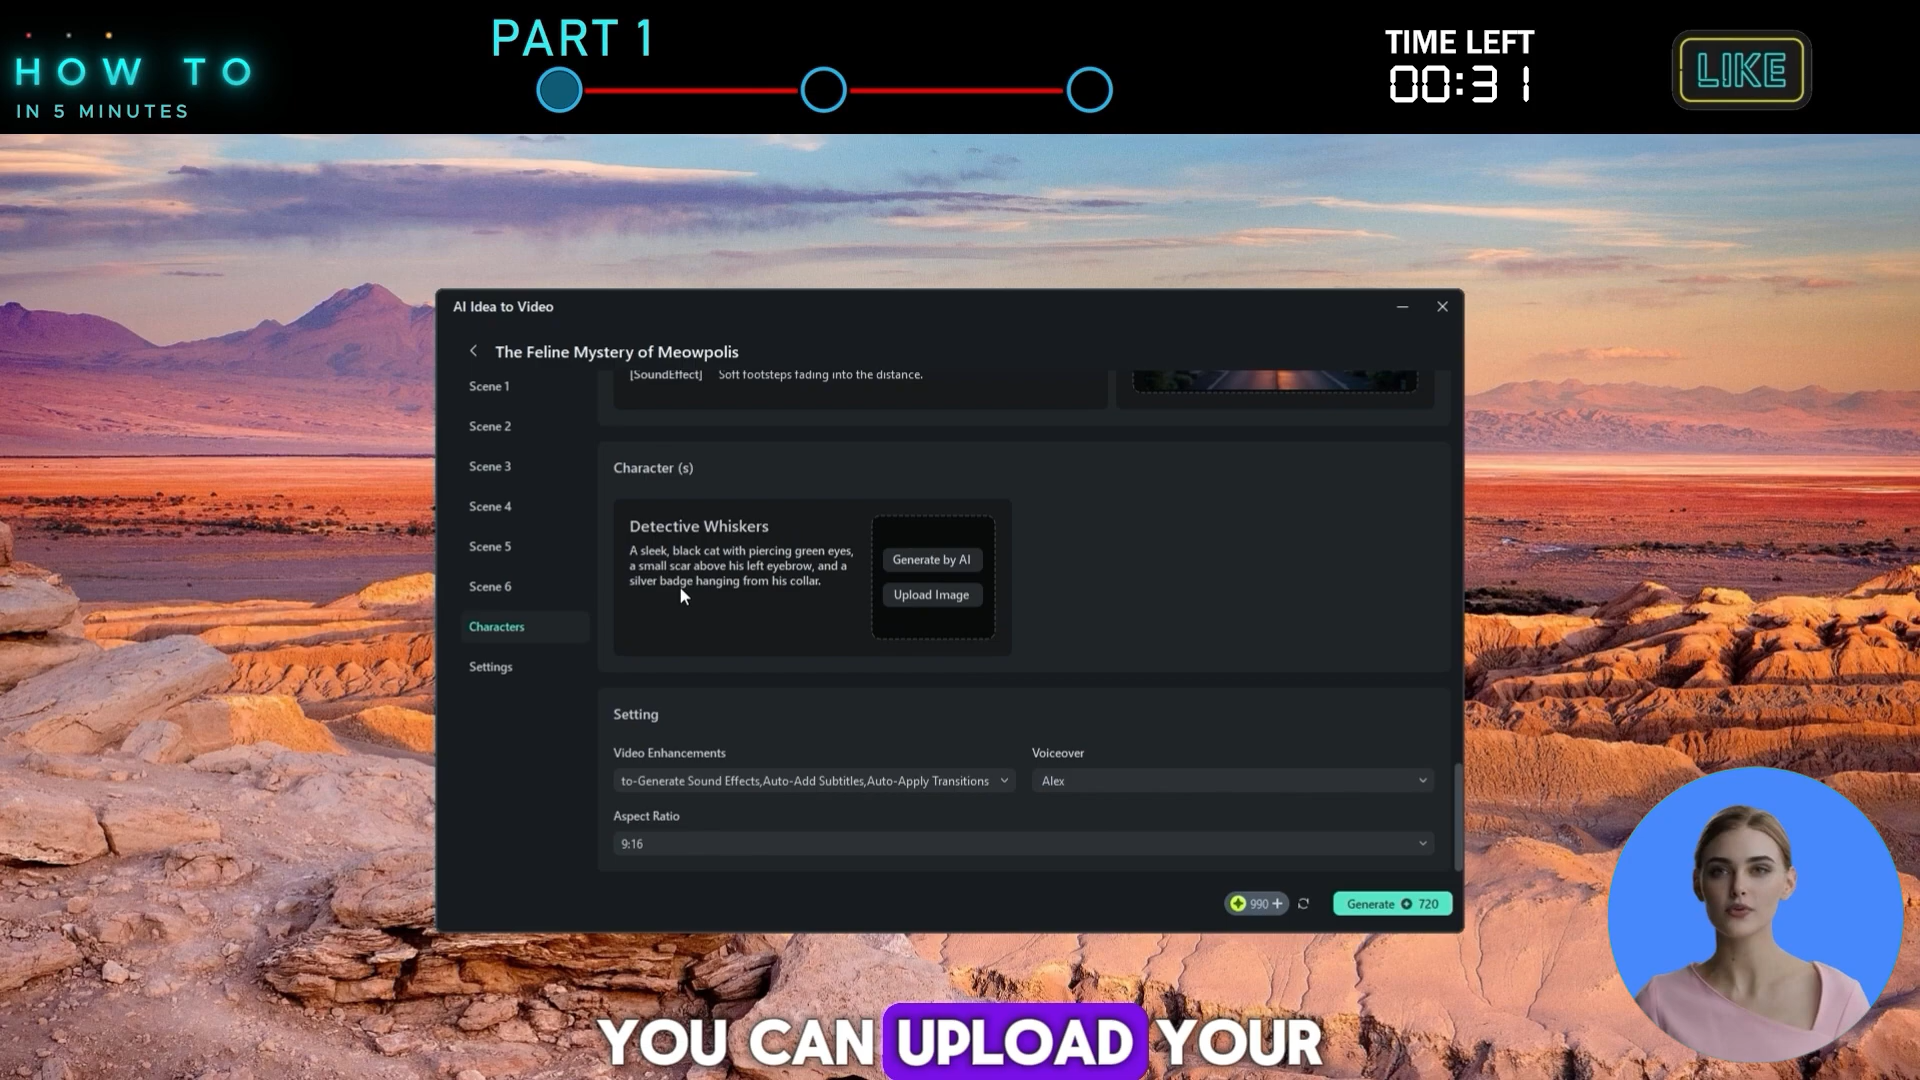 HOW TO
IN 5 MINUTES
PART 1
TIME LEFT
00:31
LIKE
AI Idea to Video
The Feline Mystery of Meowpolis
Scene 1
Scene 2
Scene 3
Scene 4
Scene 5
Scene 6
Characters
Settings
[SoundEffect] Soft footsteps fading into the distance.
Character (s)
Detective Whiskers
A sleek, black cat with piercing green eyes,
a small scar above his left eyebrow, and a
silver badge hanging from his collar.
Generate by AI
Upload Image
Setting
Video Enhancements
to-Generate Sound Effects,Auto-Add Subtitles,Auto-Apply Transitions
Voiceover
Alex
Aspect Ratio
9:16
990 +
Generate 720
YOU CAN UPLOAD YOUR